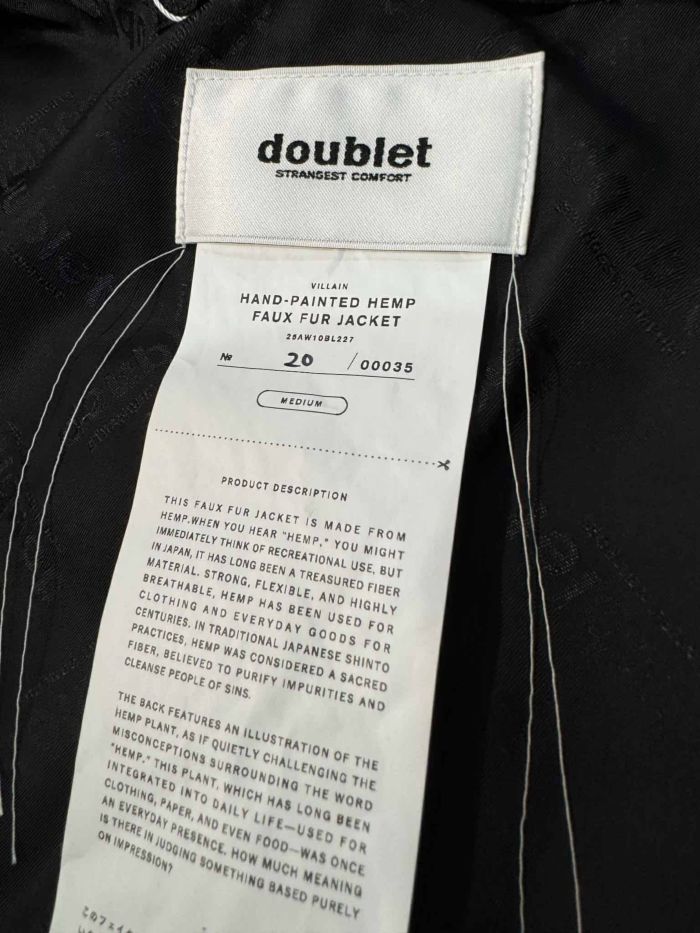 doublet
STRANGEST COMFORT
VILLAIN
HAND-PAINTED HEMP
FAUX FUR JACKET
25AW10BL227
№ 20 /00035
MEDIUM
PRODUCT DESCRIPTION
THIS FAUX FUR JACKET IS MADE FROM
HEMP.WHEN YOU HEAR "HEMP," YOU MIGHT
IMMEDIATELY THINK OF RECREATIONAL USE, BUT
IN JAPAN, IT HAS LONG BEEN A TREASURED FIBER
MATERIAL. STRONG, FLEXIBLE, AND HIGHLY
BREATHABLE, HEMP HAS BEEN USED FOR
CLOTHING AND EVERYDAY GOODS FOR
CENTURIES. IN TRADITIONAL JAPANESE SHINTO
PRACTICES, HEMP WAS CONSIDERED A SACRED
FIBER, BELIEVED TO PURIFY IMPURITIES AND
CLEANSE PEOPLE OF SINS.
THE BACK FEATURES AN ILLUSTRATION OF THE
HEMP PLANT, AS IF QUIETLY CHALLENGING THE
MISCONCEPTIONS SURROUNDING THE WORD
"HEMP." THIS PLANT, WHICH HAS LONG BEEN
INTEGRATED INTO DAILY LIFE—USED FOR
CLOTHING, PAPER, AND EVEN FOOD—WAS ONCE
AN EVERYDAY PRESENCE. HOW MUCH MEANING
IS THERE IN JUDGING SOMETHING BASED PURELY
ON IMPRESSION?
このフェイ